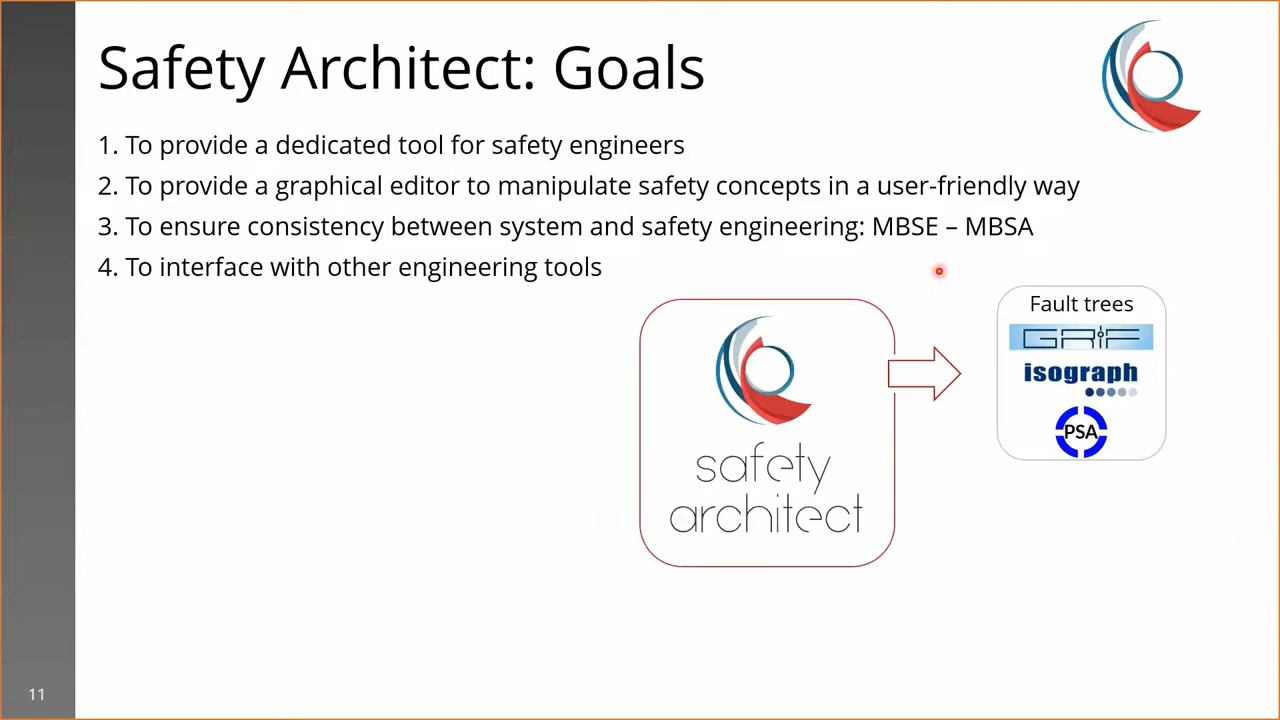 Safety Architect: Goals
1. To provide a dedicated tool for safety engineers
2. To provide a graphical editor to manipulate safety concepts in a user-friendly way
3. To ensure consistency between system and safety engineering: MBSE – MBSA
4. To interface with other engineering tools
Fault trees
GRIF
isograph
PSA
safety
architect
11